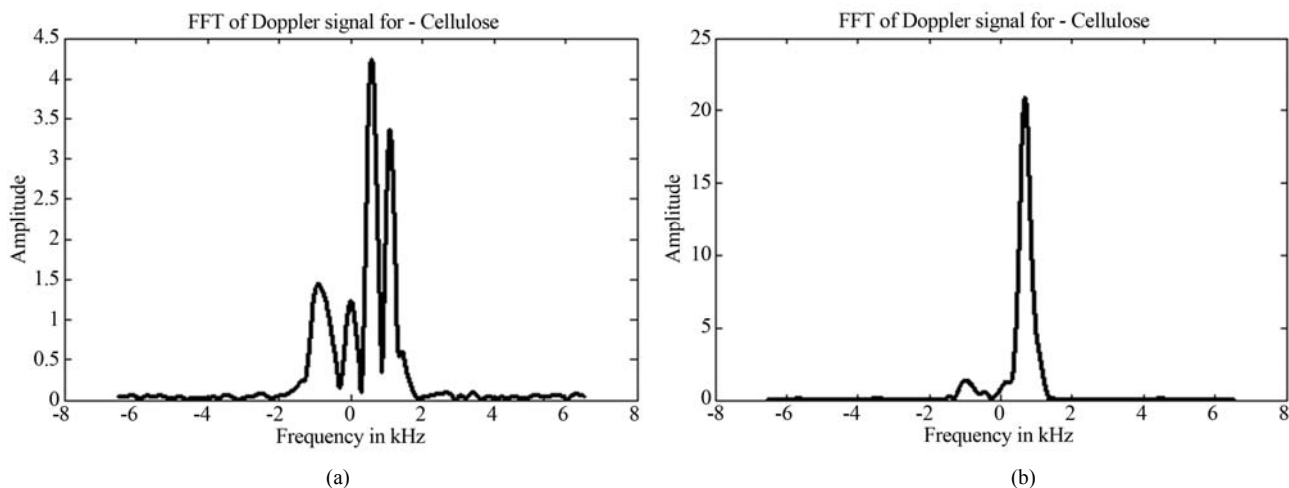 FFT of Doppler signal for - Cellulose
4.5
4
3.5
3
2.5
2
1.5
1
0.5
0
Amplitude
-8 -6 -4 -2 0 2 4 6 8
Frequency in kHz
(a)
FFT of Doppler signal for - Cellulose
25
20
15
10
5
0
Amplitude
-8 -6 -4 -2 0 2 4 6 8
Frequency in kHz
(b)